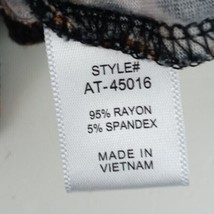 STYLE#
AT-45016
95% RAYON
5% SPANDEX
MADE IN
VIETNAM